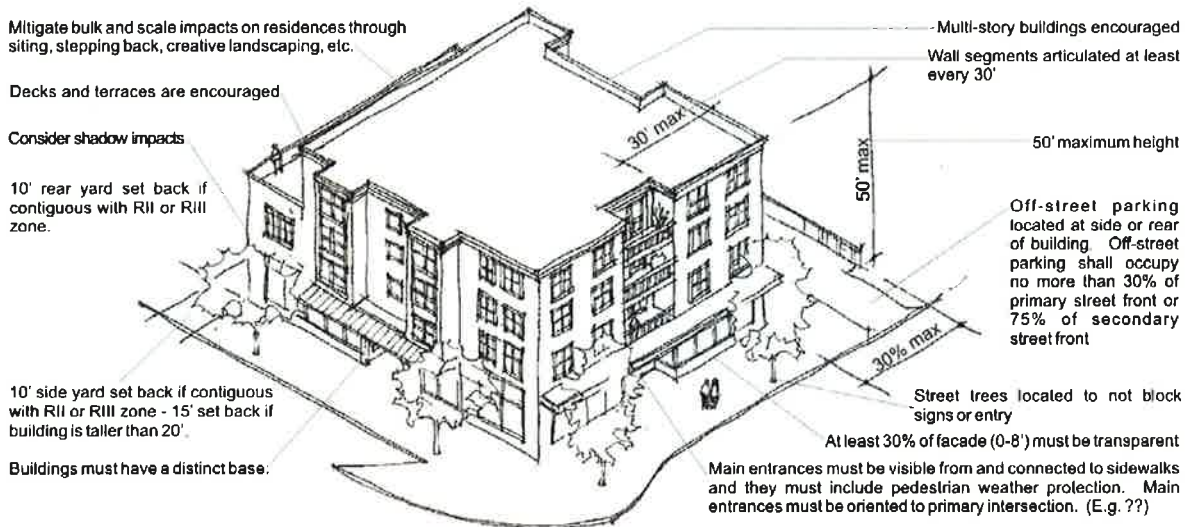 Mitigate bulk and scale impacts on residences through
siting, stepping back, creative landscaping, etc.
Decks and terraces are encouraged
Consider shadow impacts
10' rear yard set back if
contiguous with RII or RIII
zone.
10' side yard set back if contiguous
with RII or RIII zone - 15' set back if
building is taller than 20'.
Buildings must have a distinct base.
30' max
50' max
30% max
Multi-story buildings encouraged
Wall segments articulated at least
every 30'
50' maximum height
Off-street parking
located at side or rear
of building. Off-street
parking shall occupy
no more than 30% of
primary street front or
75% of secondary
street front
Street trees located to not block
signs or entry
At least 30% of facade (0-8') must be transparent
Main entrances must be visible from and connected to sidewalks
and they must include pedestrian weather protection. Main
entrances must be oriented to primary intersection. (E.g. ??)